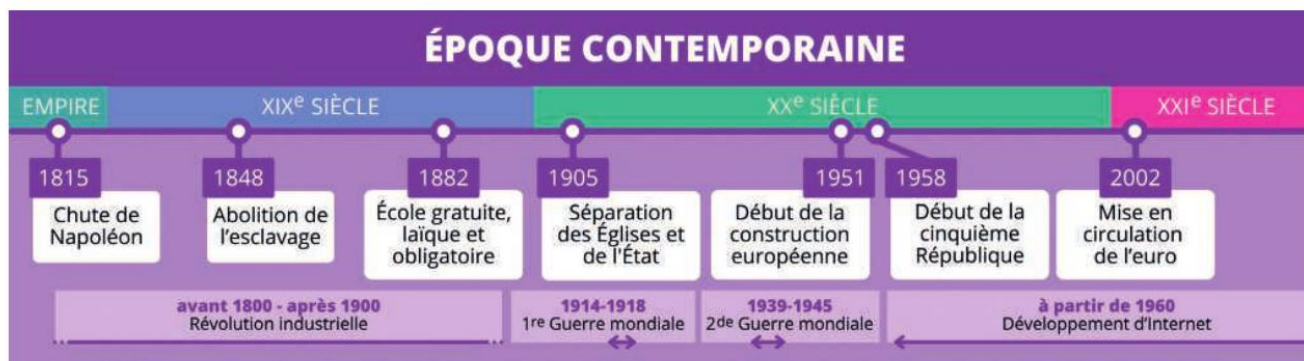 ÉPOQUE CONTEMPORAINE
EMPIRE
XIXe SIÈCLE
XXe SIÈCLE
XXIe SIÈCLE
1815
1848
1882
1905
1951
1958
2002
Chute de
Napoléon
Abolition de
l'esclavage
École gratuite,
laïque et
obligatoire
Séparation
des Églises et
de l'État
Début de la
construction
européenne
Début de la
cinquième
République
Mise en
circulation
de l'euro
avant 1800 - après 1900
Révolution industrielle
1914-1918
1re Guerre mondiale
1939-1945
2de Guerre mondiale
à partir de 1960
Développement d'Internet